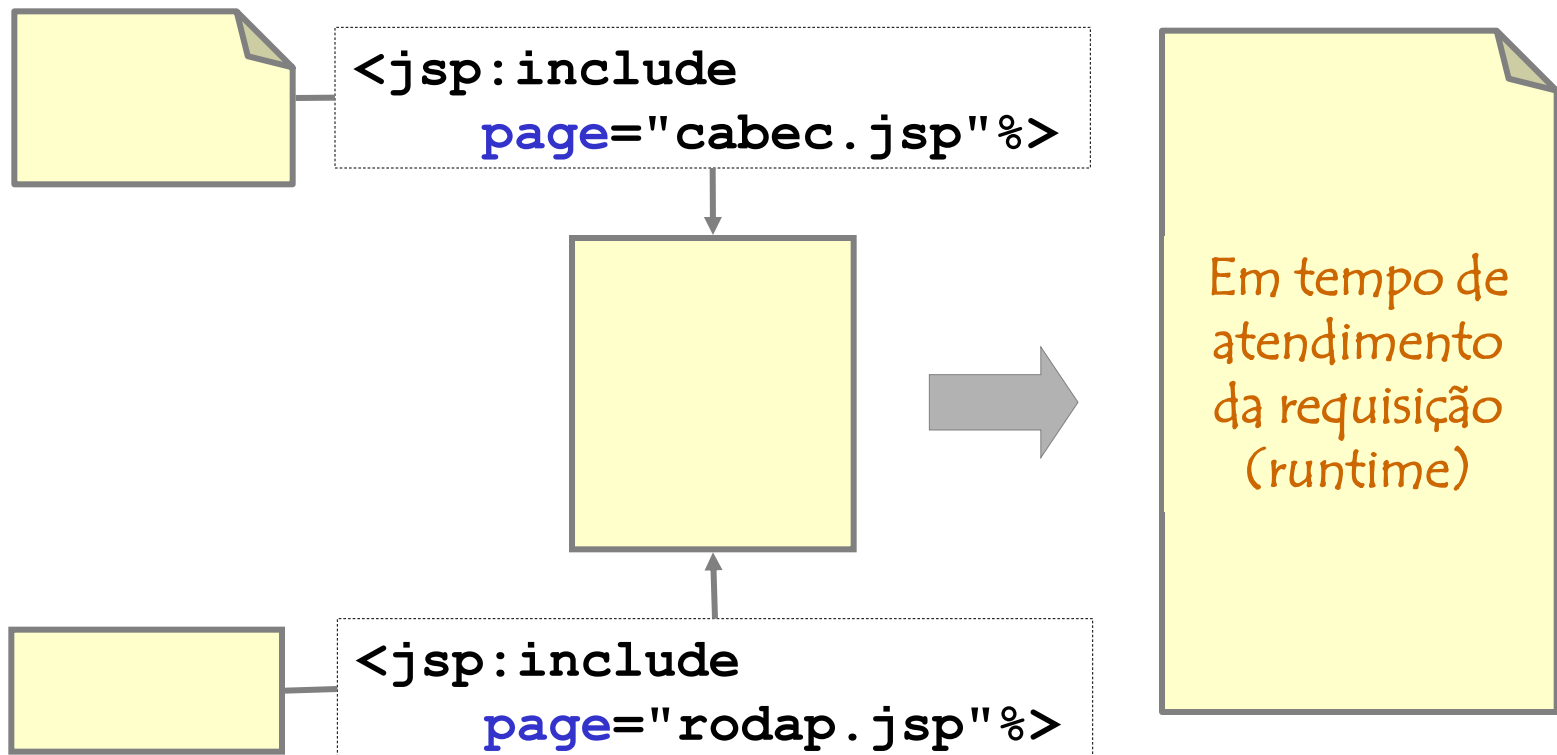 <jsp:include
page="cabec.jsp"%>
Em tempo de
atendimento
da requisição
(runtime)
<jsp:include
page="rodap.jsp"%>